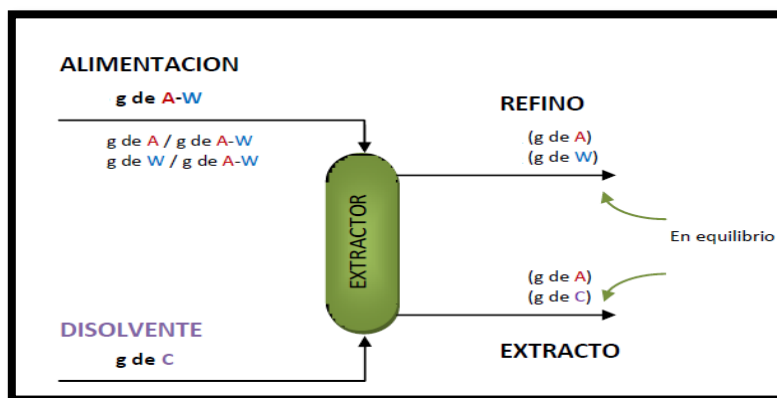 ALIMENTACION
g de A-W
g de A / g de A-W
g de W / g de A-W
REFINO
(g de A)
(g de W)
EXTRACTOR
En equilibrio
(g de A)
(g de C)
EXTRACTO
DISOLVENTE
g de C